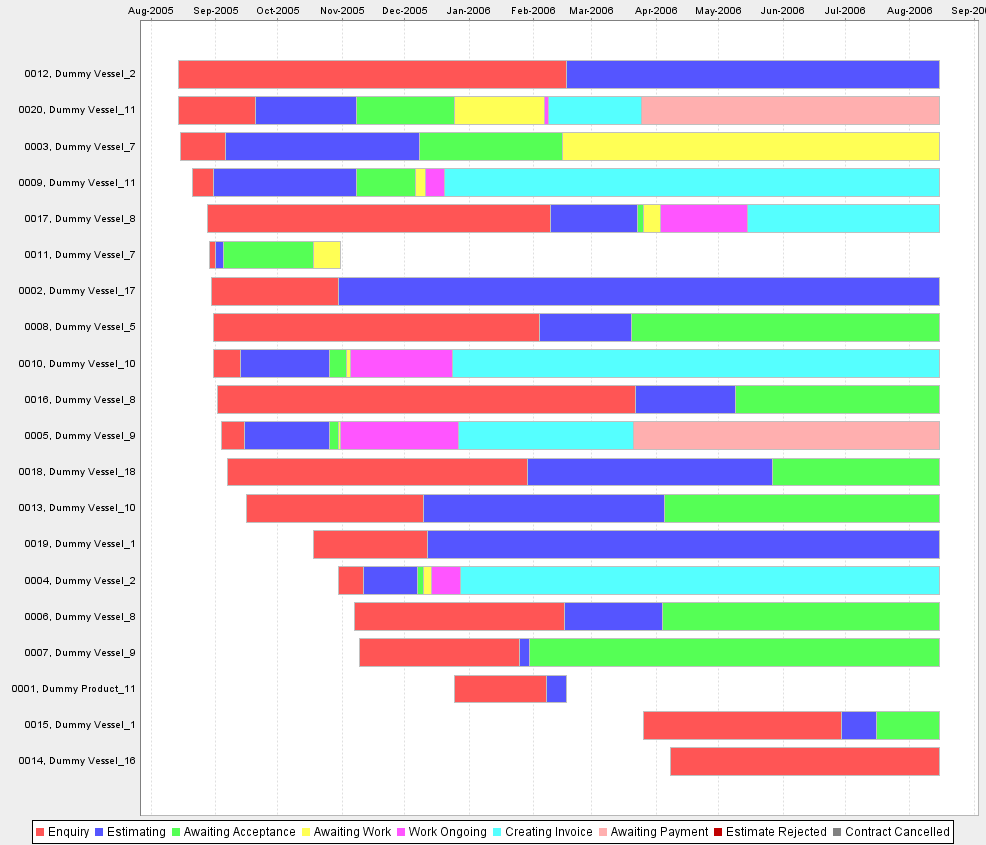 Aug-2005 Sep-2005 Oct-2005 Nov-2005 Dec-2005 Jan-2006 Feb-2006 Mar-2006 Apr-2006 May-2006 Jun-2006 Jul-2006 Aug-2006 Sep-20
0012, Dummy Vessel_2
0020, Dummy Vessel_11
0003, Dummy Vessel_7
0009, Dummy Vessel_11
0017, Dummy Vessel_8
0011, Dummy Vessel_7
0002, Dummy Vessel_17
0008, Dummy Vessel_5
0010, Dummy Vessel_10
0016, Dummy Vessel_8
0005, Dummy Vessel_9
0018, Dummy Vessel_18
0013, Dummy Vessel_10
0019, Dummy Vessel_1
0004, Dummy Vessel_2
0006, Dummy Vessel_8
0007, Dummy Vessel_9
0001, Dummy Product_11
0015, Dummy Vessel_1
0014, Dummy Vessel_16
Enquiry Estimating Awaiting Acceptance Awaiting Work Work Ongoing Creating Invoice Awaiting Payment Estimate Rejected Contract Cancelled